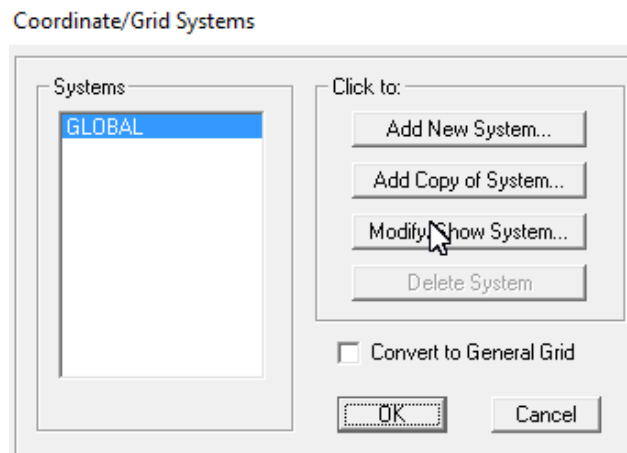 Coordinate/Grid Systems
Systems
GLOBAL
Click to:
Add New System...
Add Copy of System...
Modify/Show System...
Delete System
Convert to General Grid
OK
Cancel